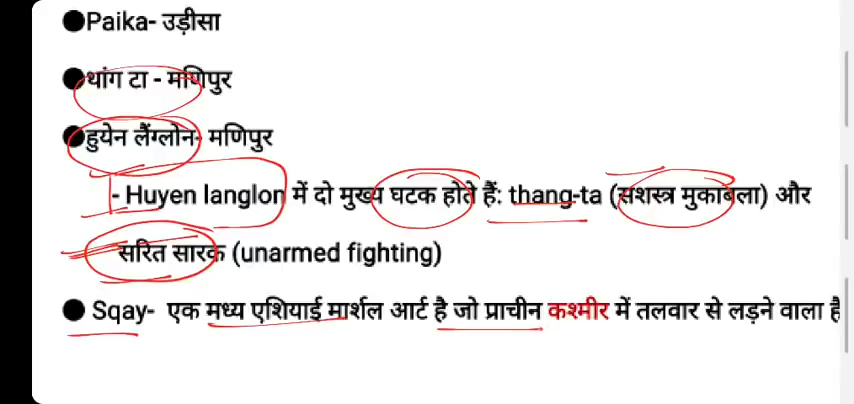 ●Paika- उड़ीसा
●थांग टा - मणिपुर
●हुयेन लैंग्लोन- मणिपुर
- Huyen langlon में दो मुख्य घटक होते हैं: thang-ta (सशस्त्र मुकाबला) और
सरित सारक (unarmed fighting)
● Sqay- एक मध्य एशियाई मार्शल आर्ट है जो प्राचीन कश्मीर में तलवार से लड़ने वाला है